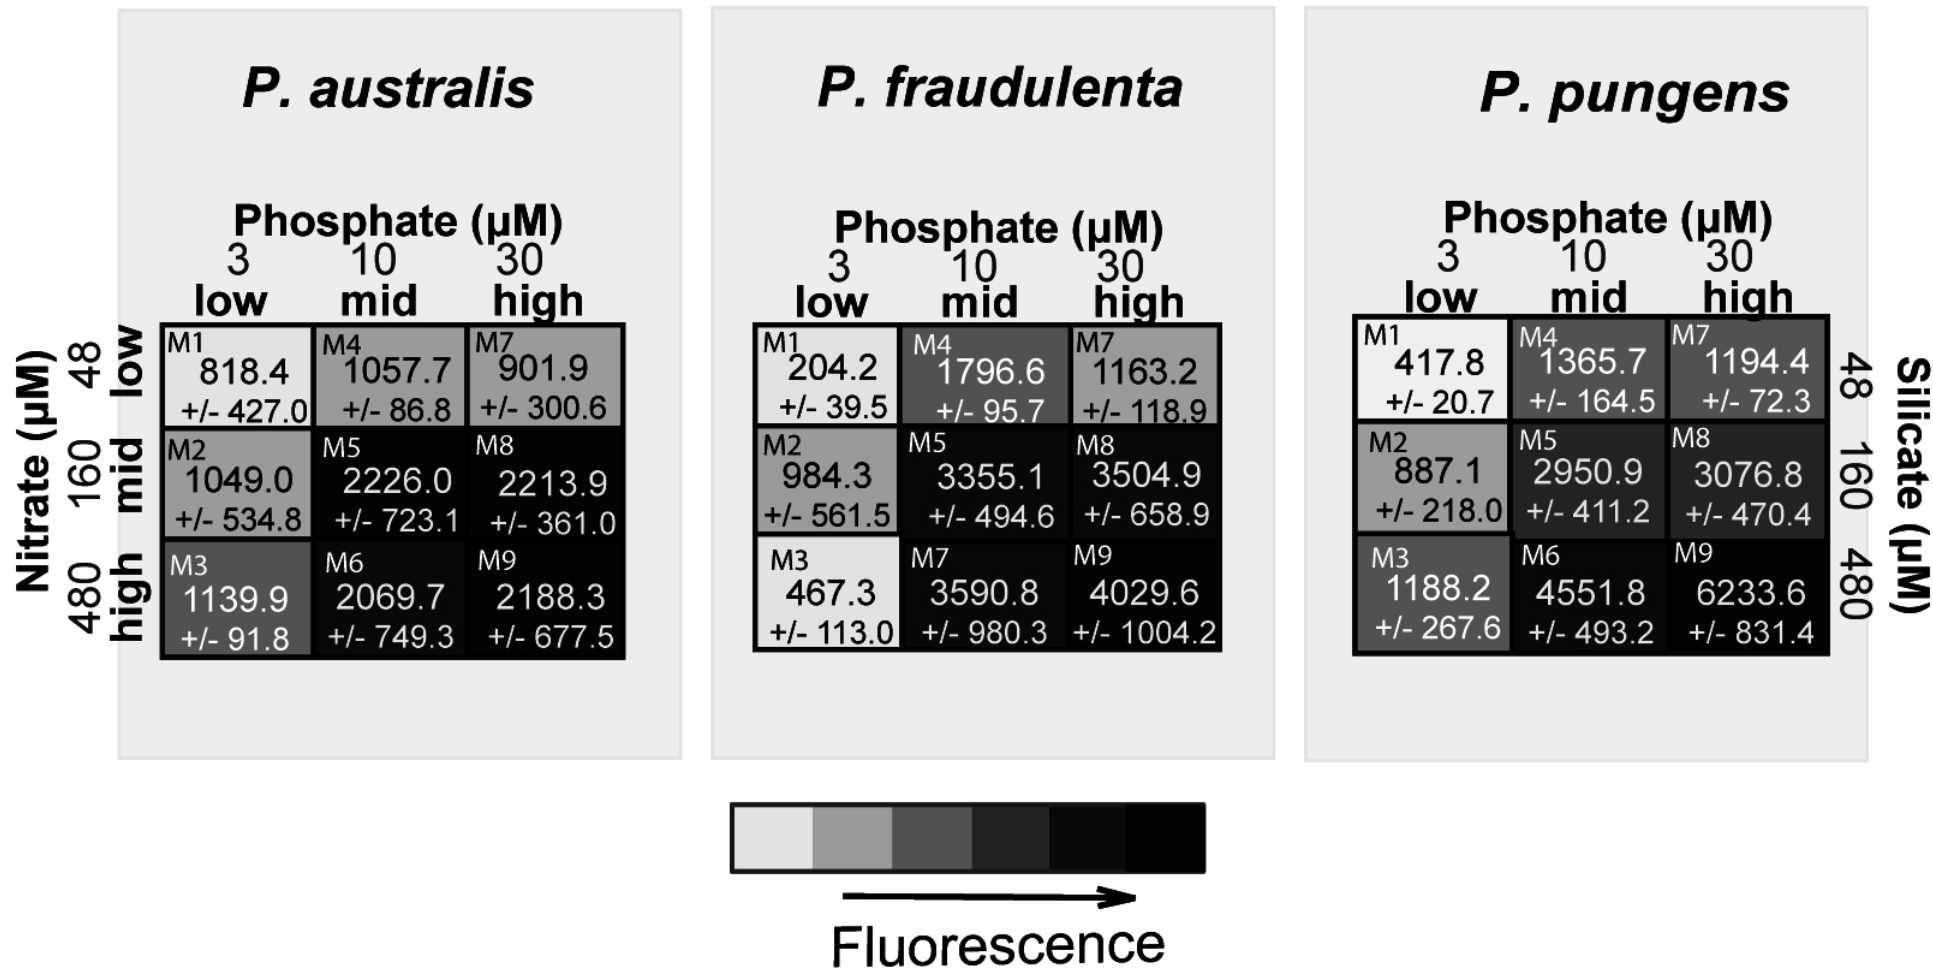 P. australis
P. fraudulenta
P. pungens
Phosphate (µM)
3 10 30
low mid high
Nitrate (µM)
48 160 480
low mid high
M1 818.4 +/- 427.0
M4 1057.7 +/- 86.8
M7 901.9 +/- 300.6
M2 1049.0 +/- 534.8
M5 2226.0 +/- 723.1
M8 2213.9 +/- 361.0
M3 1139.9 +/- 91.8
M6 2069.7 +/- 749.3
M9 2188.3 +/- 677.5
Phosphate (µM)
3 10 30
low mid high
M1 204.2 +/- 39.5
M4 1796.6 +/- 95.7
M7 1163.2 +/- 118.9
M2 984.3 +/- 561.5
M5 3355.1 +/- 494.6
M8 3504.9 +/- 658.9
M3 467.3 +/- 113.0
M7 3590.8 +/- 980.3
M9 4029.6 +/- 1004.2
Phosphate (µM)
3 10 30
low mid high
M1 417.8 +/- 20.7
M4 1365.7 +/- 164.5
M7 1194.4 +/- 72.3
M2 887.1 +/- 218.0
M5 2950.9 +/- 411.2
M8 3076.8 +/- 470.4
M3 1188.2 +/- 267.6
M6 4551.8 +/- 493.2
M9 6233.6 +/- 831.4
48 160 480
Silicate (µM)
Fluorescence